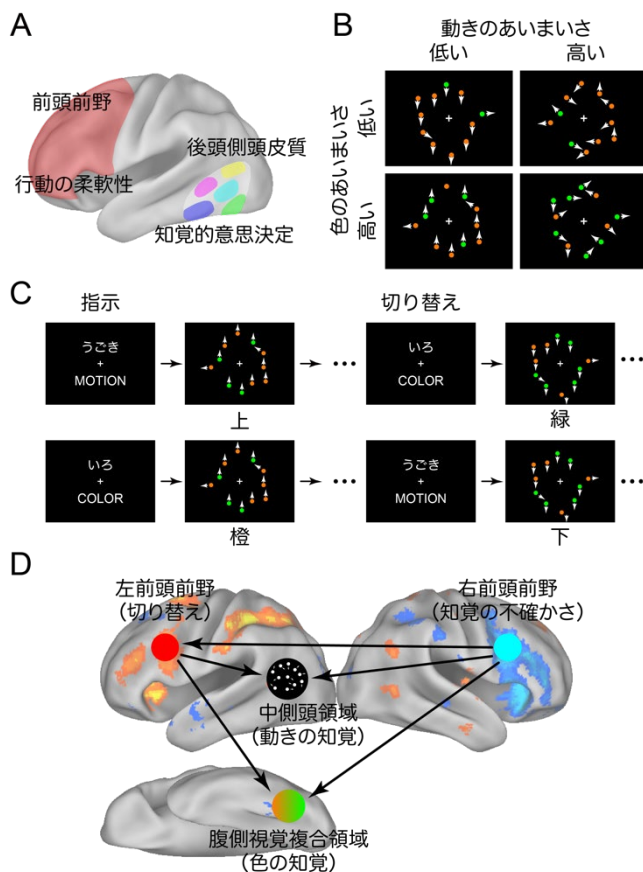 A
前頭前野
後頭側頭皮質
行動の柔軟性
知覚的意思決定
B
動きのあいまいさ
低い
高い
色のあいまいさ
低い
高い
C
指示
切り替え
うごき
+
MOTION
上
いろ
+
COLOR
緑
いろ
+
COLOR
橙
うごき
+
MOTION
下
D
左前頭前野
(切り替え)
右前頭前野
(知覚の不確かさ)
中側頭領域
(動きの知覚)
腹側視覚複合領域
(色の知覚)